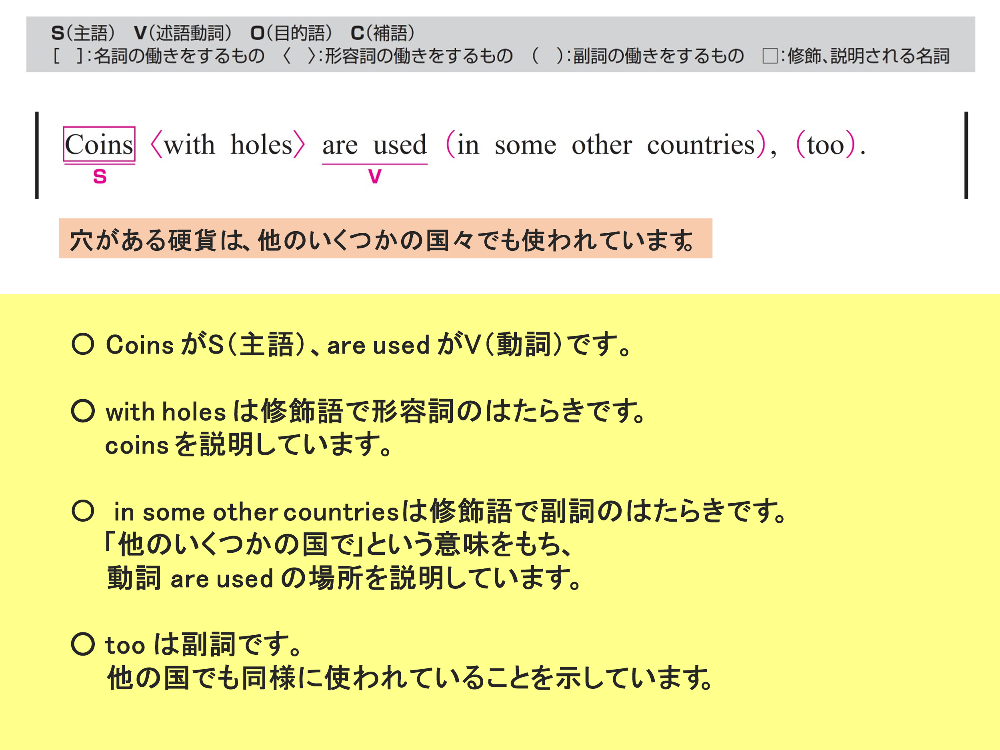 S（主語）　V（述語動詞）　O（目的語）　C（補語）
［　］：名詞の働きをするもの　〈　〉：形容詞の働きをするもの　（　）：副詞の働きをするもの　□：修飾、説明される名詞
Coins 〈with holes〉 are used （in some other countries）, （too）.
S V
穴がある硬貨は、他のいくつかの国々でも使われています。
○ Coins がS（主語）、are used がV（動詞）です。
○ with holes は修飾語で形容詞のはたらきです。
coins を説明しています。
○ in some other countriesは修飾語で副詞のはたらきです。
「他のいくつかの国で」という意味をもち、
動詞 are used の場所を説明しています。
○ too は副詞です。
他の国でも同様に使われていることを示しています。